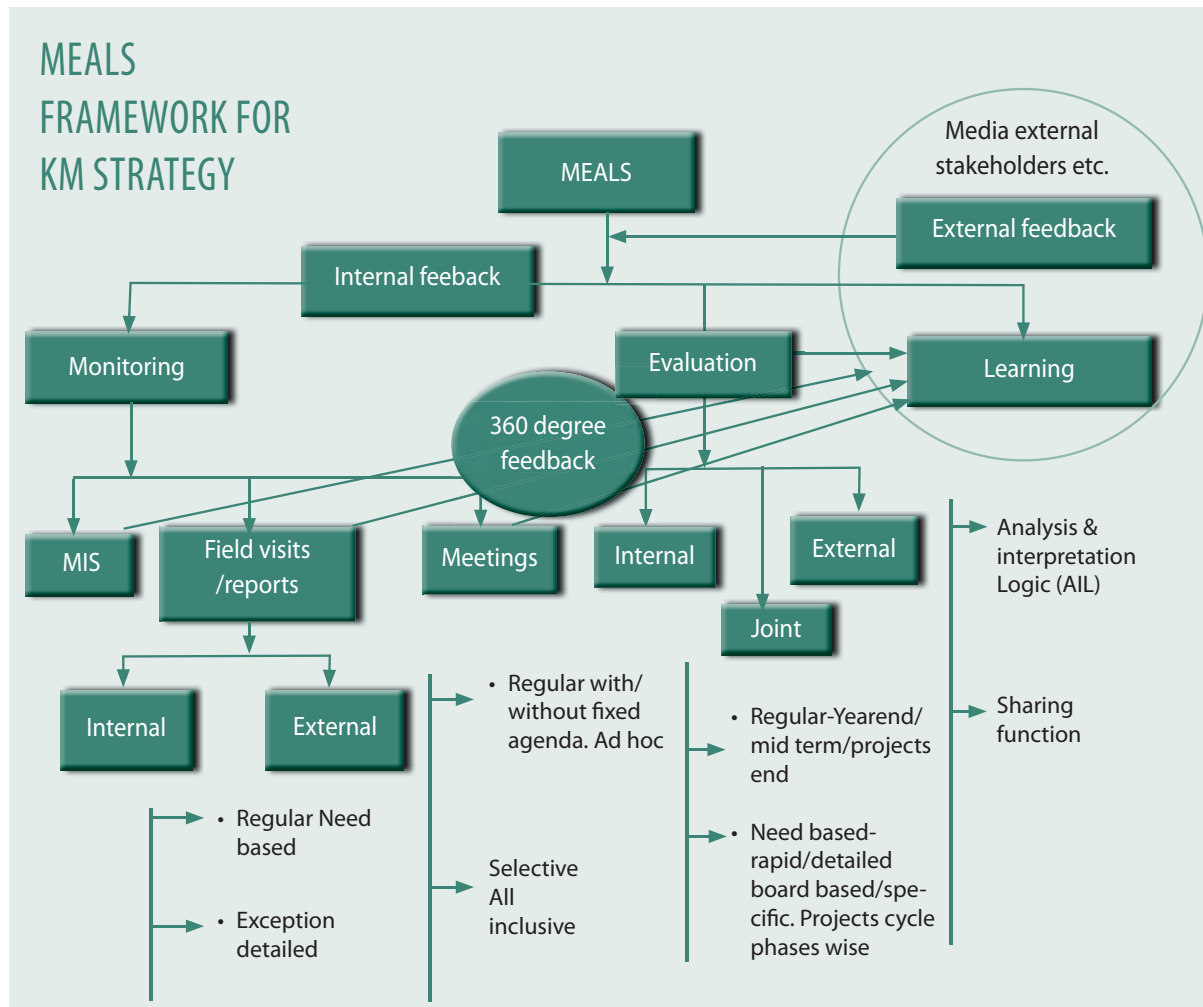 MEALS
FRAMEWORK FOR
KM STRATEGY
Media external
stakeholders etc.
MEALS
External feedback
Internal feeback
Monitoring
Evaluation
Learning
360 degree
feedback
MIS
Field visits
/reports
Meetings
Internal
External
Joint
Analysis &
interpretation
Logic (AIL)
Internal
External
• Regular with/
without fixed
agenda. Ad hoc
• Regular-Yearend/
mid term/projects
end
Sharing
function
• Regular Need
based
• Exception
detailed
Selective
All
inclusive
• Need based-
rapid/detailed
board based/spe-
cific. Projects cycle
phases wise